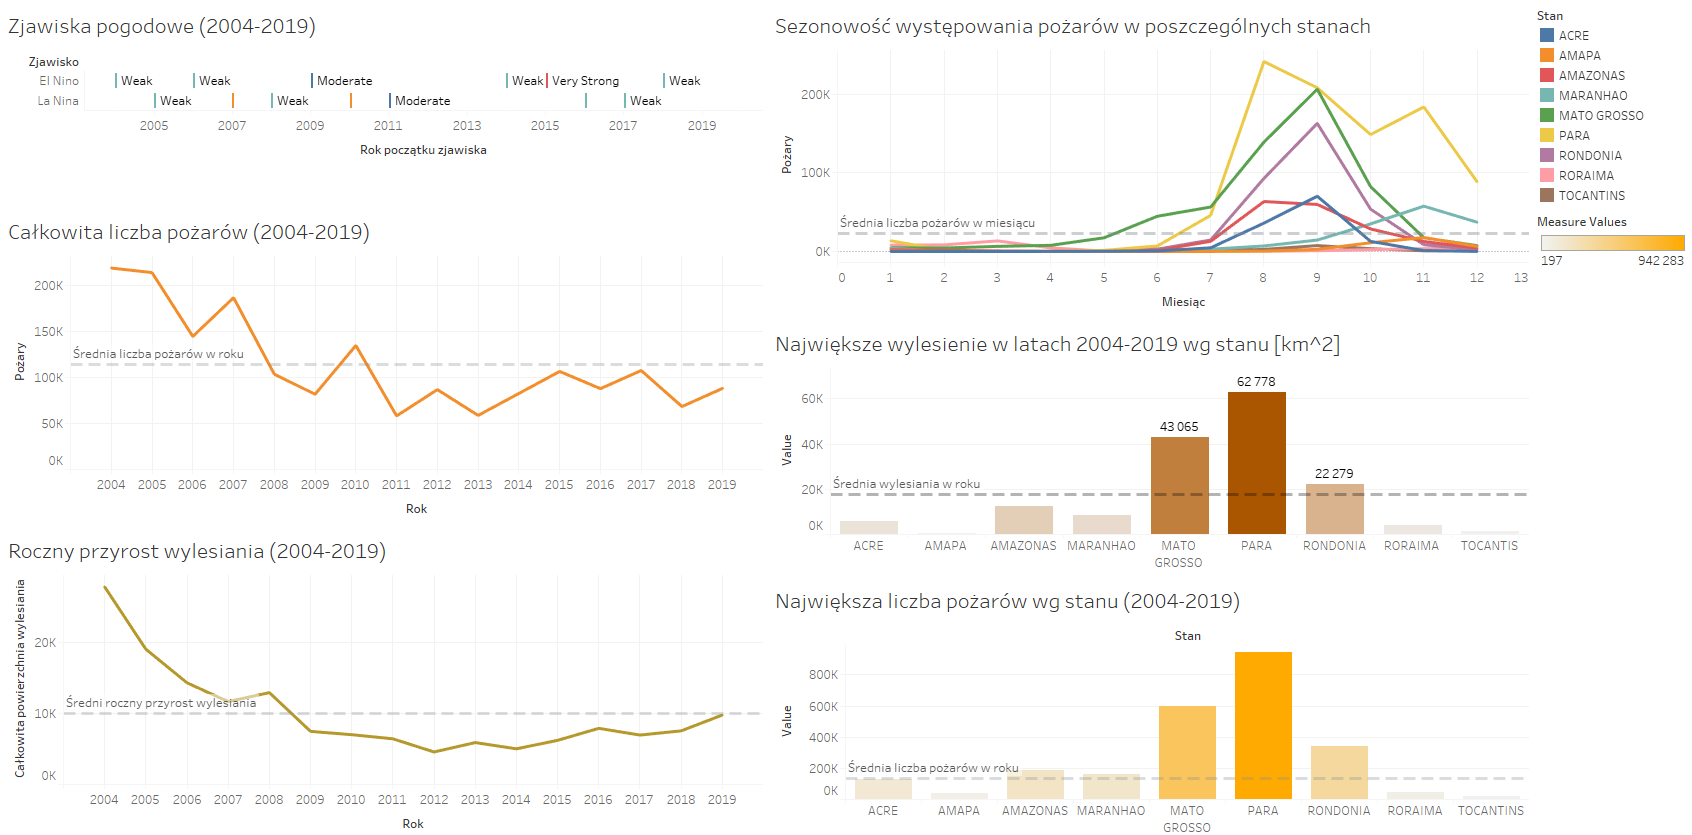 Zjawiska pogodowe (2004-2019)
Zjawisko
El Nino Weak Weak Moderate Weak Very Strong Weak
La Nina Weak Weak Moderate Weak
2005 2007 2009 2011 2013 2015 2017 2019
Rok początku zjawiska
Całkowita liczba pożarów (2004-2019)
Pożary
200K
150K
Średnia liczba pożarów w roku
100K
50K
0K
2004 2005 2006 2007 2008 2009 2010 2011 2012 2013 2014 2015 2016 2017 2018 2019
Rok
Roczny przyrost wylesiania (2004-2019)
Całkowita powierzchnia wylesiania
20K
Średni roczny przyrost wylesiania
10K
0K
2004 2005 2006 2007 2008 2009 2010 2011 2012 2013 2014 2015 2016 2017 2018 2019
Rok
Sezonowość występowania pożarów w poszczególnych stanach
Pożary
200K
100K
Średnia liczba pożarów w miesiącu
0K
0 1 2 3 4 5 6 7 8 9 10 11 12 13
Miesiąc
Stan
ACRE
AMAPA
AMAZONAS
MARANHAO
MATO GROSSO
PARA
RONDONIA
RORAIMA
TOCANTINS
Measure Values
197 942 283
Największe wylesienie w latach 2004-2019 wg stanu [km^2]
Value
62 778
60K
43 065
40K
22 279
Średnia wylesiania w roku
20K
0K
ACRE AMAPA AMAZONAS MARANHAO MATO PARA RONDONIA RORAIMA TOCANTIS
GROSSO
Największa liczba pożarów wg stanu (2004-2019)
Stan
Value
800K
600K
400K
200K
Średnia liczba pożarów w roku
0K
ACRE AMAPA AMAZONAS MARANHAO MATO PARA RONDONIA RORAIMA TOCANTINS
GROSSO